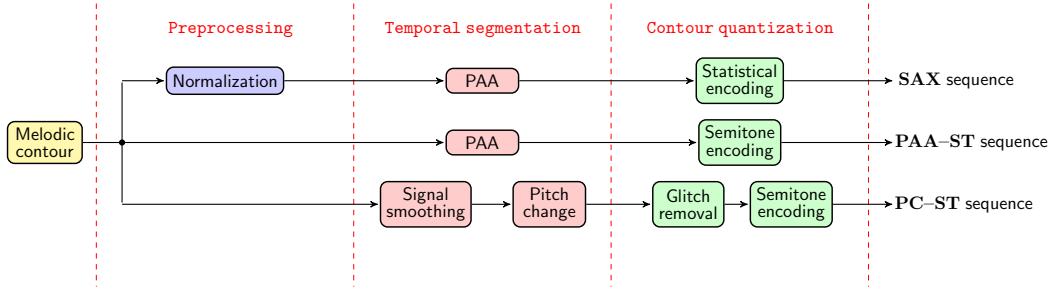 Preprocessing
Temporal segmentation
Contour quantization
Normalization
PAA
Statistical
encoding
SAX sequence
Melodic
contour
PAA
Semitone
encoding
PAA–ST sequence
Signal
smoothing
Pitch
change
Glitch
removal
Semitone
encoding
PC–ST sequence